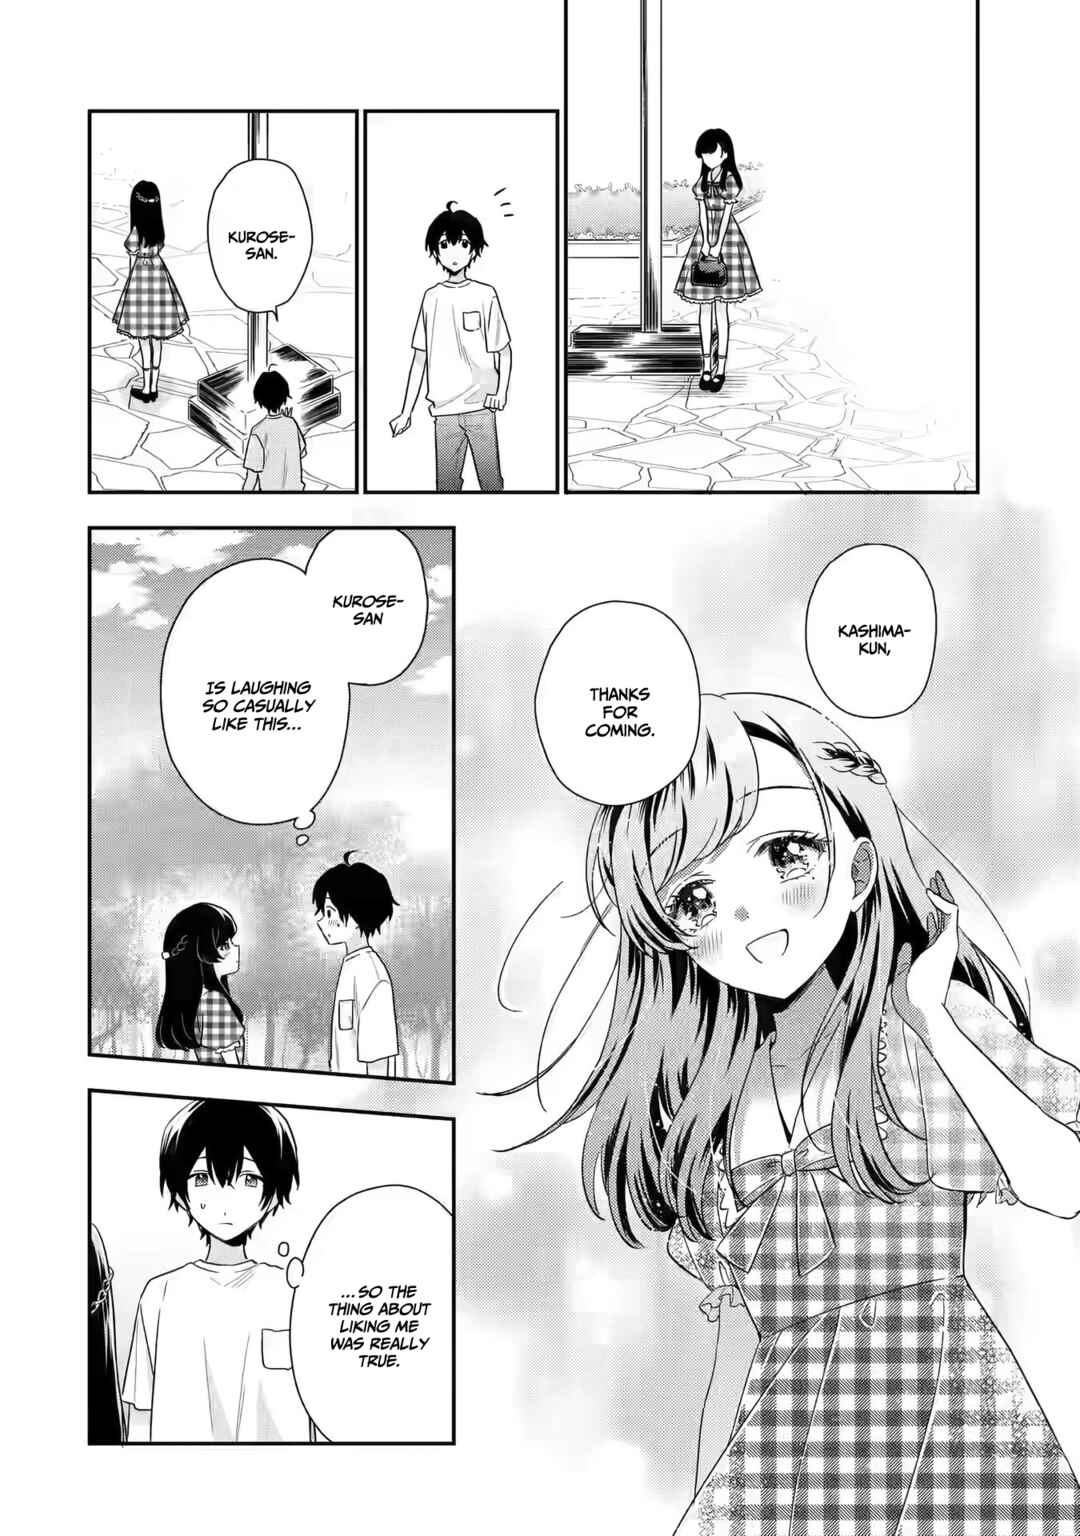 KUROSE-
SAN.
KASHIMA-
KUN,
THANKS
FOR
COMING.
KUROSE-
SAN
IS LAUGHING
SO CASUALLY
LIKE THIS...
...SO THE
THING ABOUT
LIKING ME
WAS REALLY
TRUE.